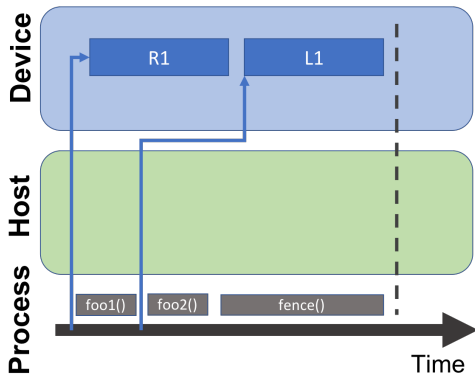 Device
R1
L1
Host
Process
foo1()
foo2()
fence()
Time